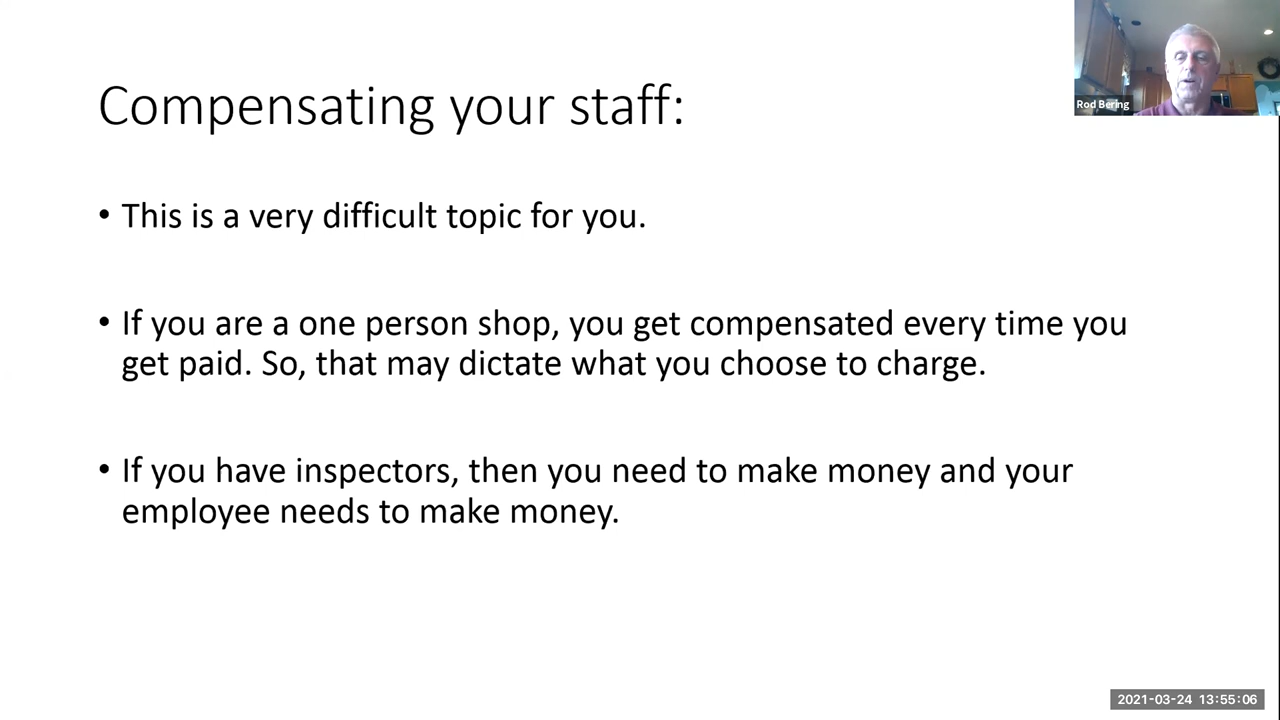 Compensating your staff:
Rod Bering
• This is a very difficult topic for you.
• If you are a one person shop, you get compensated every time you
get paid. So, that may dictate what you choose to charge.
• If you have inspectors, then you need to make money and your
employee needs to make money.
2021-03-24 13:55:06